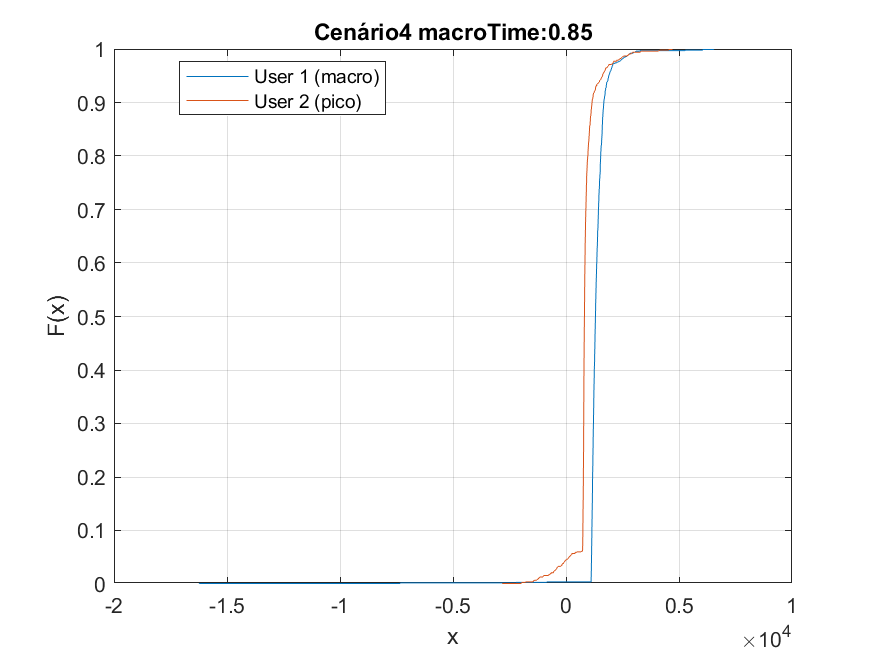 Cenário4 macroTime:0.85
User 1 (macro)
User 2 (pico)
F(x)
1
0.9
0.8
0.7
0.6
0.5
0.4
0.3
0.2
0.1
0
-2 -1.5 -1 -0.5 0 0.5 1
x
×10⁴